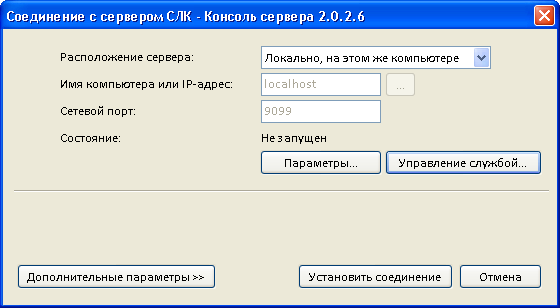 Соединение с сервером СЛК - Консоль сервера 2.0.2.6
Расположение сервера: Локально, на этом же компьютере
Имя компьютера или IP-адрес: localhost ...
Сетевой порт: 9099
Состояние: Не запущен
Параметры... Управление службой...
Дополнительные параметры >> Установить соединение Отмена